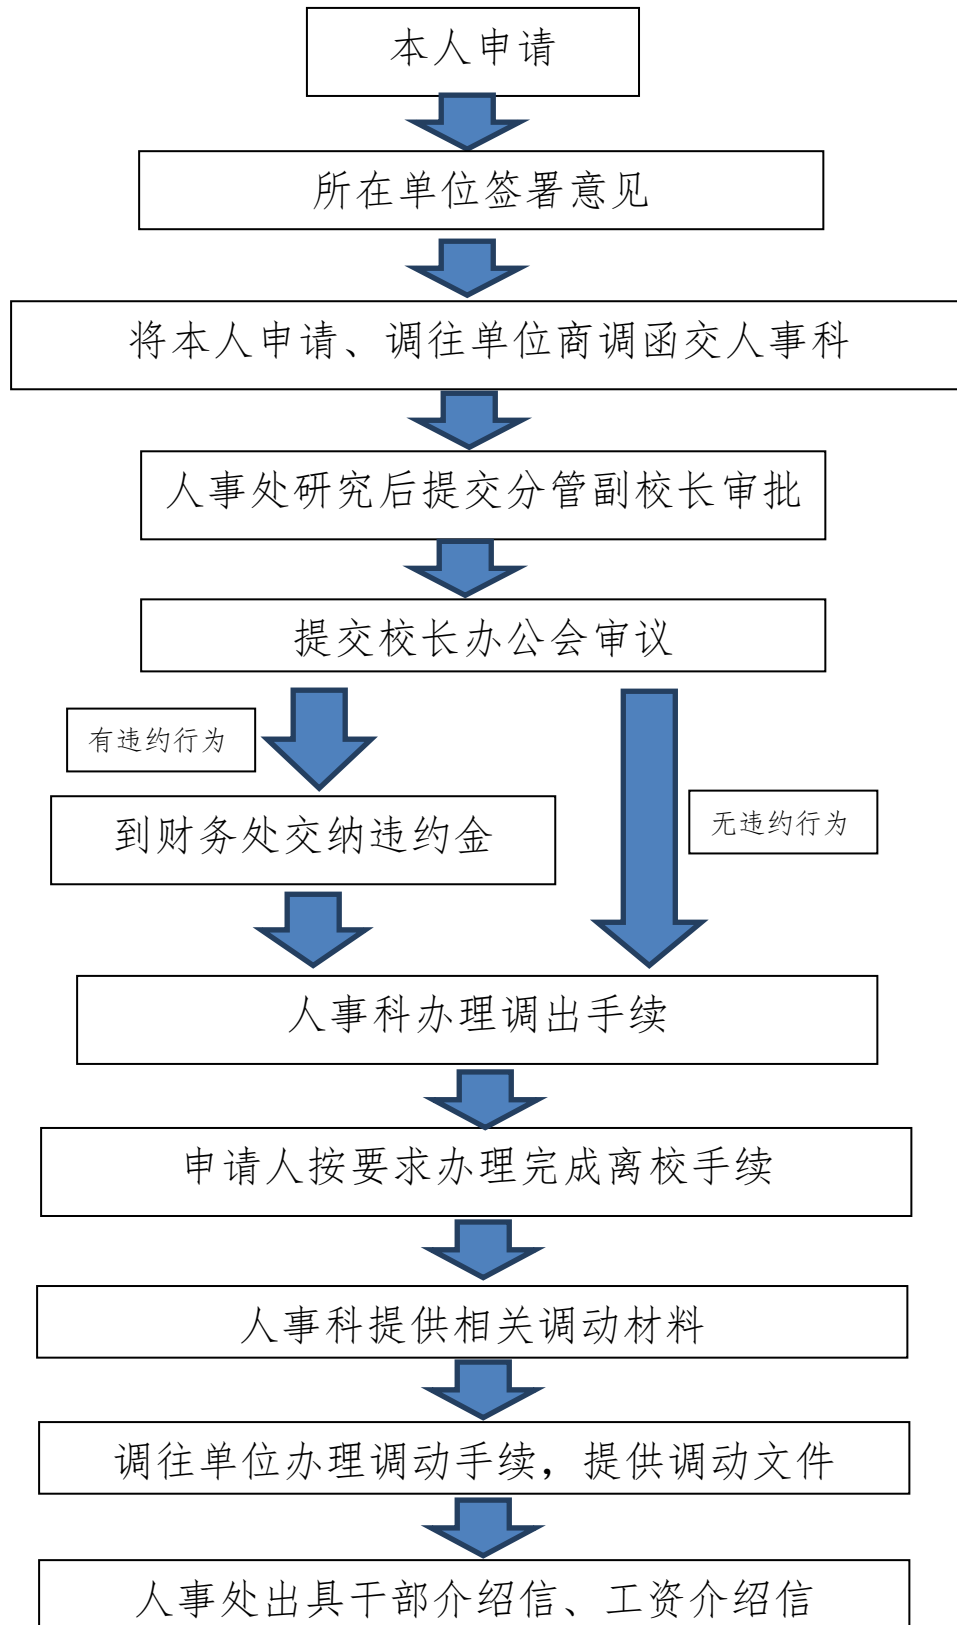 本人申请
所在单位签署意见
将本人申请、调往单位商调函交人事科
人事处研究后提交分管副校长审批
提交校长办公会审议
有违约行为
到财务处交纳违约金
无违约行为
人事科办理调出手续
申请人按要求办理完成离校手续
人事科提供相关调动材料
调往单位办理调动手续，提供调动文件
人事处出具干部介绍信、工资介绍信